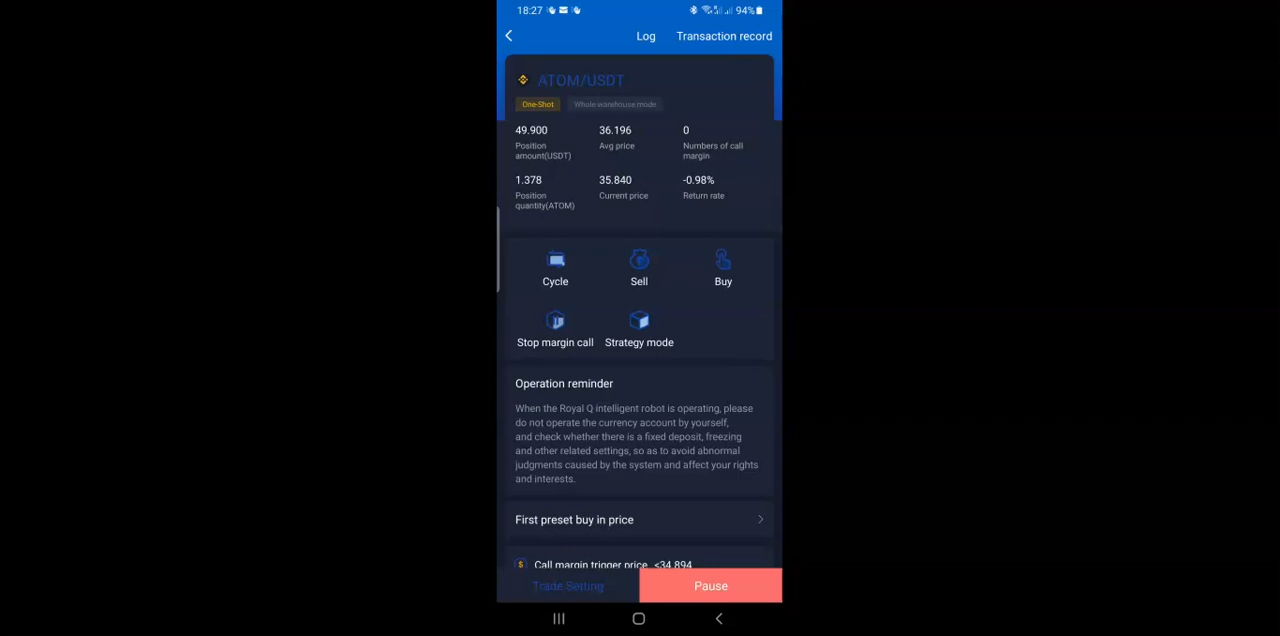 18:27 94%
Log Transaction record
ATOM/USDT
One-Shot Whole warehouse mode
49.900 36.196 0
Position amount(USDT) Avg price Numbers of call margin
1.378 35.840 -0.98%
Position quantity(ATOM) Current price Return rate
Cycle Sell Buy
Stop margin call Strategy mode
Operation reminder
When the Royal Q intelligent robot is operating, please
do not operate the currency account by yourself,
and check whether there is a fixed deposit, freezing
and other related settings, so as to avoid abnormal
judgments caused by the system and affect your rights
and interests.
First preset buy in price
Call margin trigger price <34.894
Trade Setting Pause